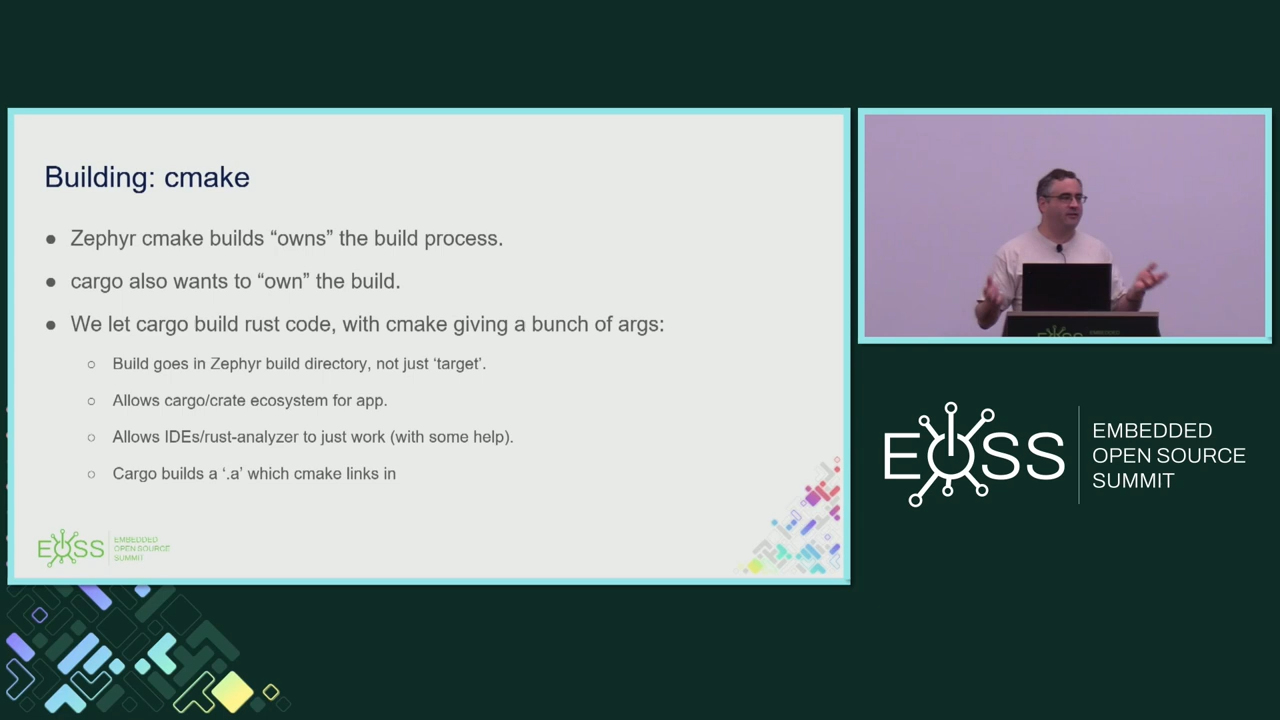 Building: cmake
● Zephyr cmake builds “owns” the build process.
● cargo also wants to “own” the build.
● We let cargo build rust code, with cmake giving a bunch of args:
○ Build goes in Zephyr build directory, not just ‘target’.
○ Allows cargo/crate ecosystem for app.
○ Allows IDEs/rust-analyzer to just work (with some help).
○ Cargo builds a ‘.a’ which cmake links in
EOSS
EMBEDDED
OPEN SOURCE
SUMMIT
EOSS
EMBEDDED
OPEN SOURCE
SUMMIT